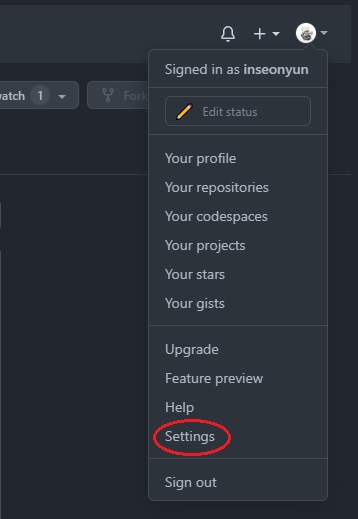 watch 1
Fork
Signed in as inseonyun
Edit status
Your profile
Your repositories
Your codespaces
Your projects
Your stars
Your gists
Upgrade
Feature preview
Help
Settings
Sign out